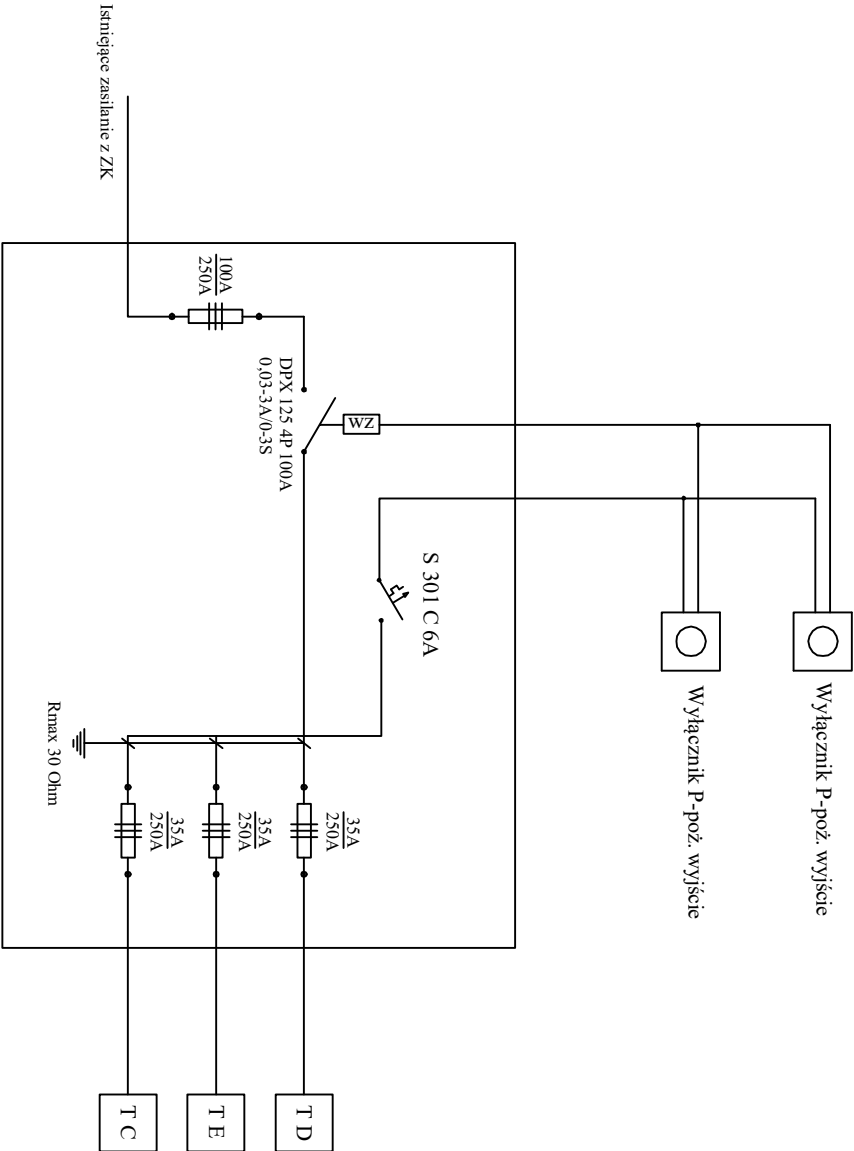 Istniejące zasilanie z ZK
100A
250A
DPX 125 4P 100A
0,03-3A/0-3S
WZ
S 301 C 6A
Wyłącznik P-poż. wyjście
Wyłącznik P-poż. wyjście
Rmax 30 Ohm
35A
250A
35A
250A
35A
250A
T D
T E
T C